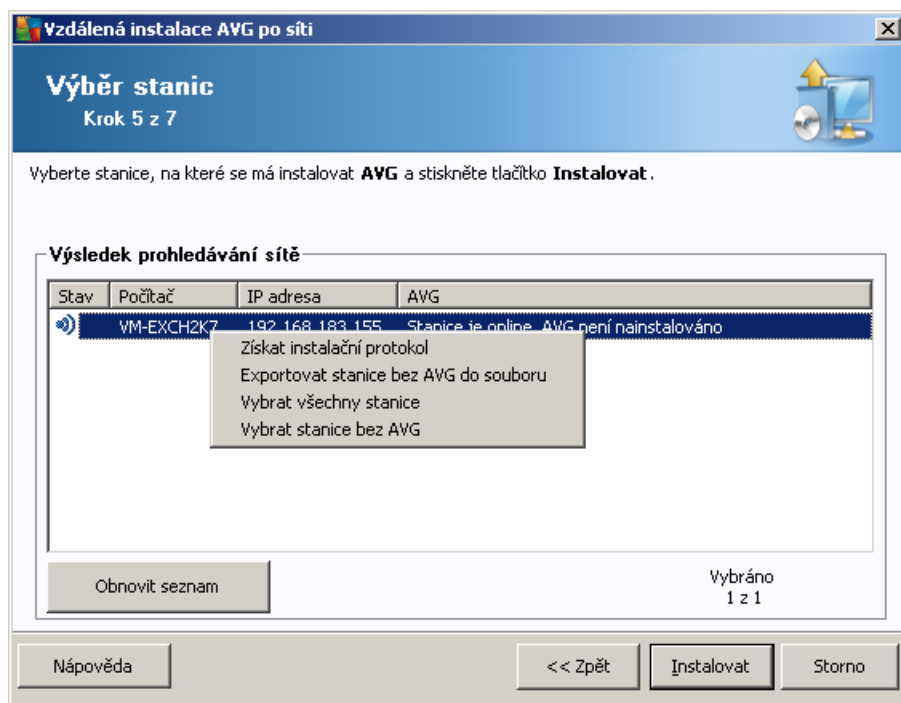 Vzdálená instalace AVG po síti
Výběr stanic
Krok 5 z 7
Vyberte stanice, na které se má instalovat AVG a stiskněte tlačítko Instalovat.
Výsledek prohledávání sítě
Stav Počítač IP adresa AVG
VM-EXCH2K7 192.168.183.155 Stanice je online, AVG není nainstalováno
Získat instalační protokol
Exportovat stanice bez AVG do souboru
Vybrat všechny stanice
Vybrat stanice bez AVG
Obnovit seznam
Vybráno
1 z 1
Nápověda << Zpět Instalovat Storno